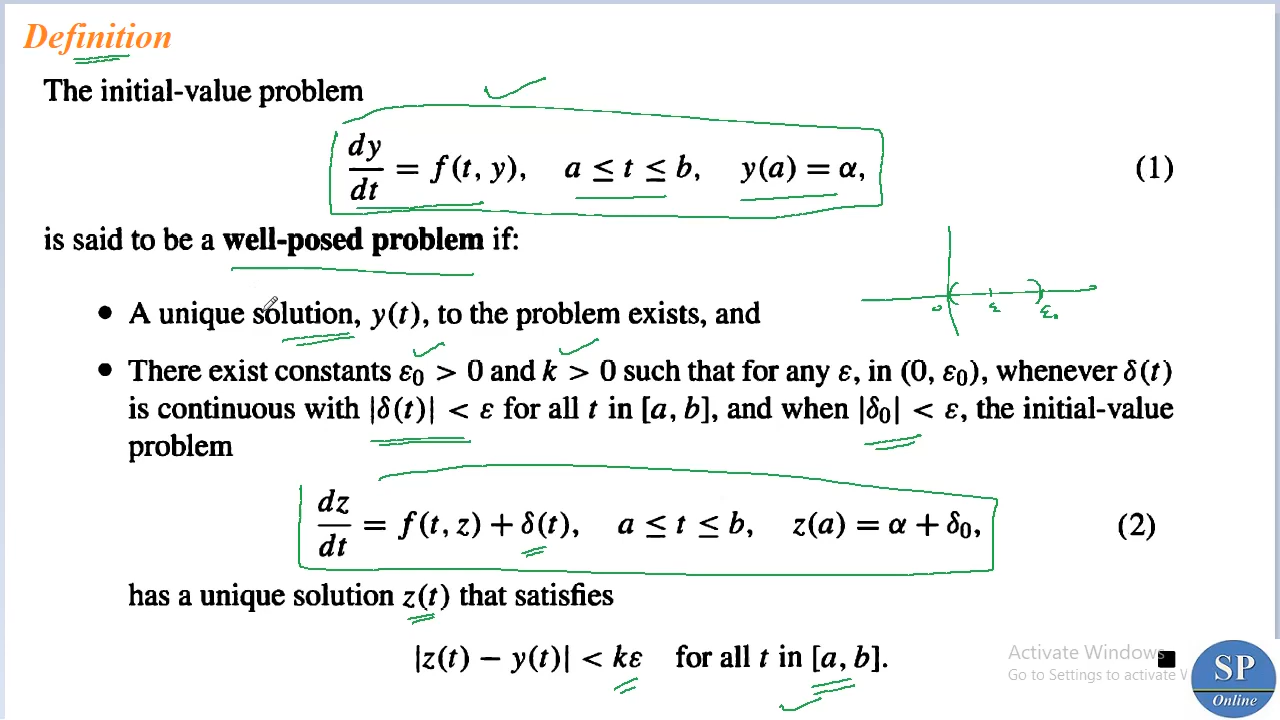 Definition
The initial-value problem
dy/dt = f(t, y), a ≤ t ≤ b, y(a) = α, (1)
is said to be a well-posed problem if:
• A unique solution, y(t), to the problem exists, and
0 ε ε₀
• There exist constants ε₀ > 0 and k > 0 such that for any ε, in (0, ε₀), whenever δ(t)
is continuous with |δ(t)| < ε for all t in [a, b], and when |δ₀| < ε, the initial-value
problem
dz/dt = f(t, z) + δ(t), a ≤ t ≤ b, z(a) = α + δ₀, (2)
has a unique solution z(t) that satisfies
|z(t) − y(t)| < kε for all t in [a, b]. ■
Activate Windows
Go to Settings to activate
SP
Online